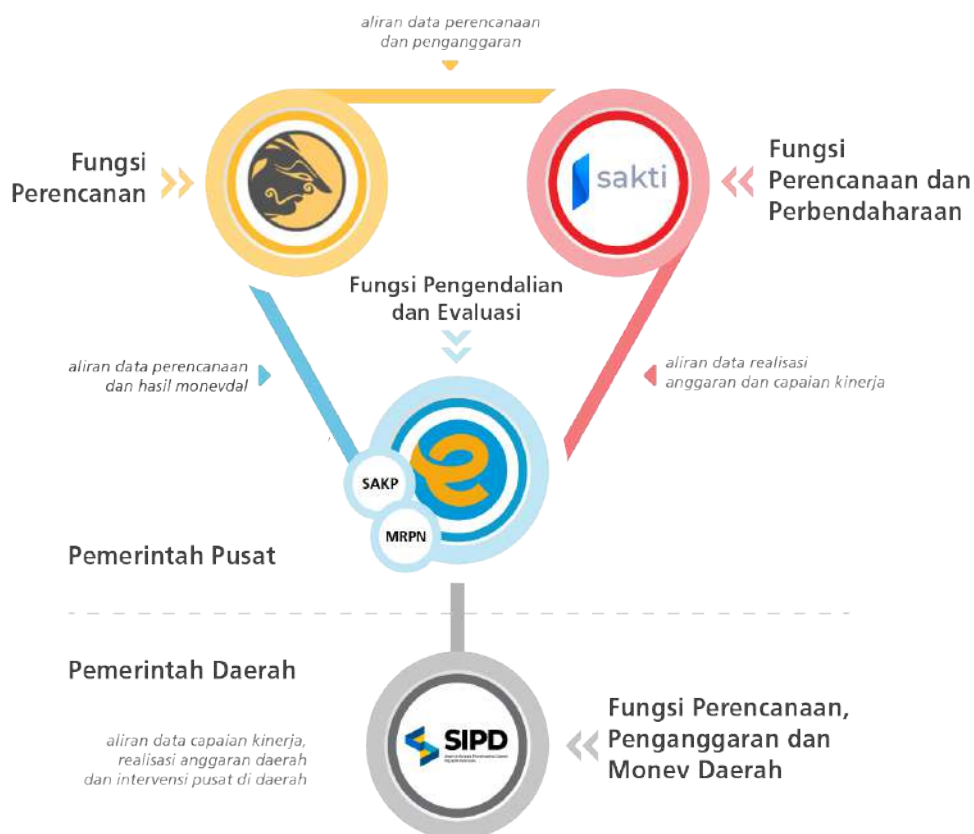 aliran data perencanaan
dan penganggaran
Fungsi
Perencanan
sakti
Fungsi
Perencanaan dan
Perbendaharaan
Fungsi Pengendalian
dan Evaluasi
aliran data perencanaan
dan hasil monevdal
aliran data realisasi
anggaran dan capaian kinerja
SAKP
MRPN
Pemerintah Pusat
Pemerintah Daerah
aliran data capaian kinerja,
realisasi anggaran daerah
dan intervensi pusat di daerah
SIPD
Fungsi Perencanaan,
Penganggaran dan
Monev Daerah